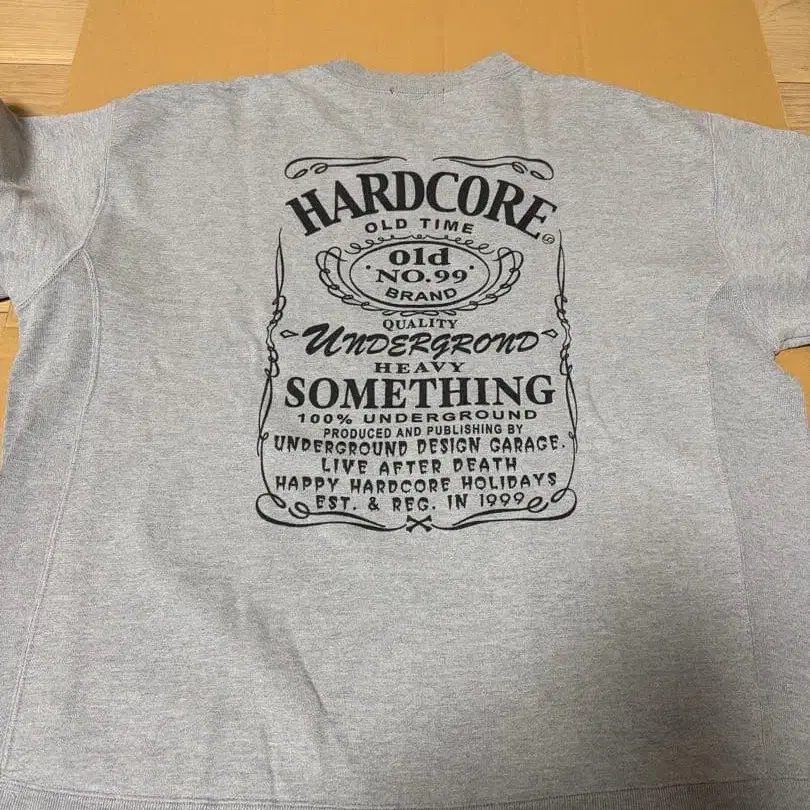 HARDCORE
OLD TIME
old
NO.99
BRAND
QUALITY
UNDERGROND
HEAVY
SOMETHING
100% UNDERGROUND
PRODUCED AND PUBLISHING BY
UNDERGROUND DESIGN GARAGE.
LIVE AFTER DEATH
HAPPY HARDCORE HOLIDAYS
EST. & REG. IN 1999